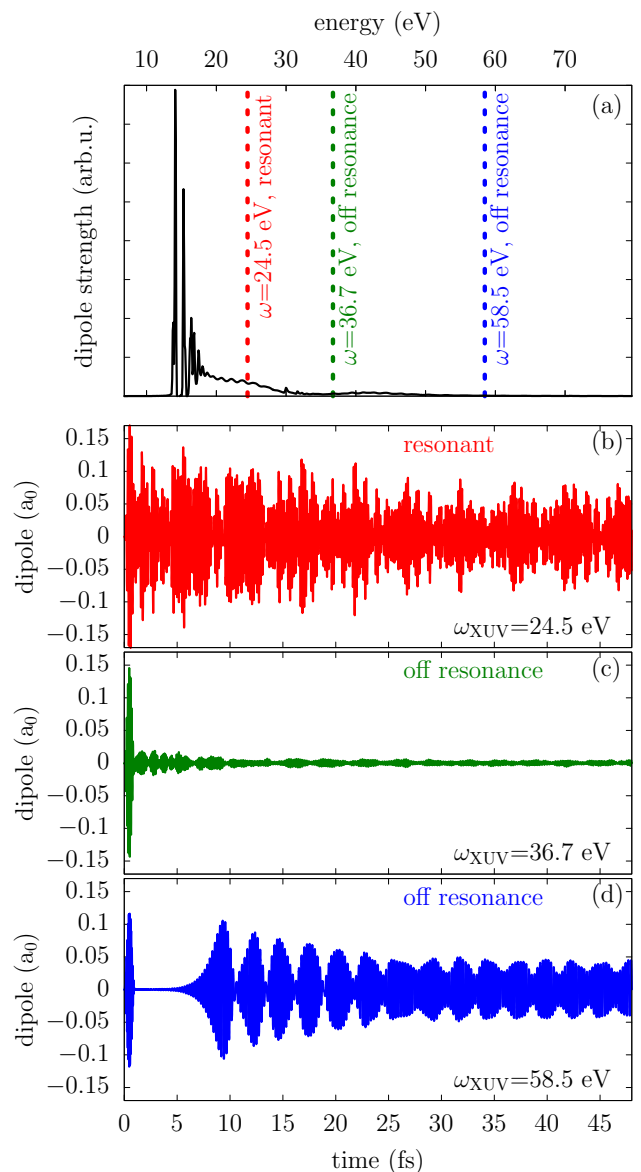 energy (eV)
10 20 30 40 50 60 70
(a)
dipole strength (arb.u.)
ω=24.5 eV, resonant
ω=36.7 eV, off resonance
ω=58.5 eV, off resonance
(b)
resonant
dipole (a₀)
0.15
0.1
0.05
0
−0.05
−0.1
−0.15
ω_XUV=24.5 eV
(c)
off resonance
dipole (a₀)
0.15
0.1
0.05
0
−0.05
−0.1
−0.15
ω_XUV=36.7 eV
(d)
off resonance
dipole (a₀)
0.15
0.1
0.05
0
−0.05
−0.1
−0.15
ω_XUV=58.5 eV
0 5 10 15 20 25 30 35 40 45
time (fs)